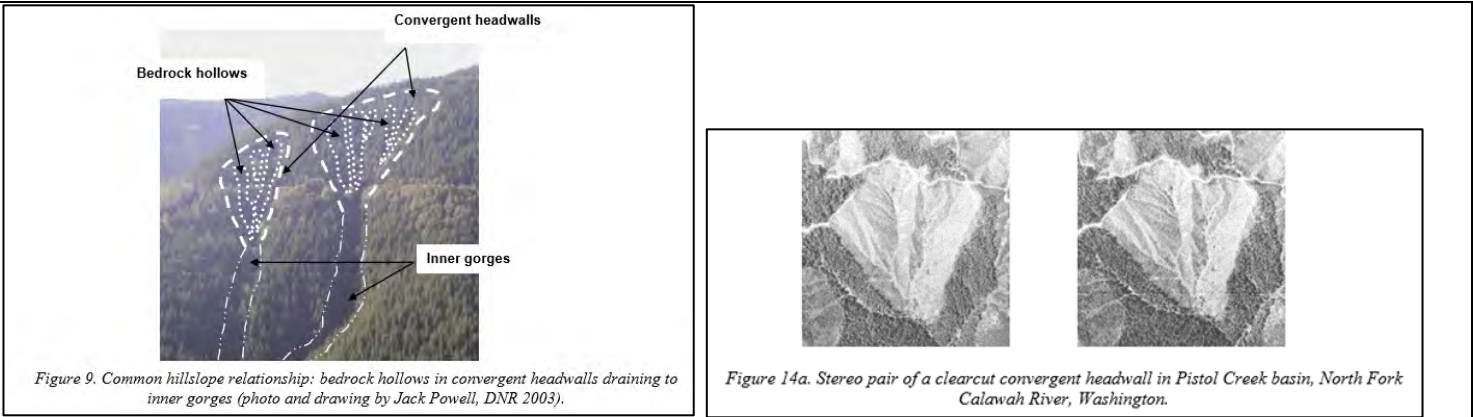 Convergent headwalls
Bedrock hollows
Inner gorges
Figure 9. Common hillslope relationship: bedrock hollows in convergent headwalls draining to
inner gorges (photo and drawing by Jack Powell, DNR 2003).
Figure 14a. Stereo pair of a clearcut convergent headwall in Pistol Creek basin, North Fork
Calawah River, Washington.